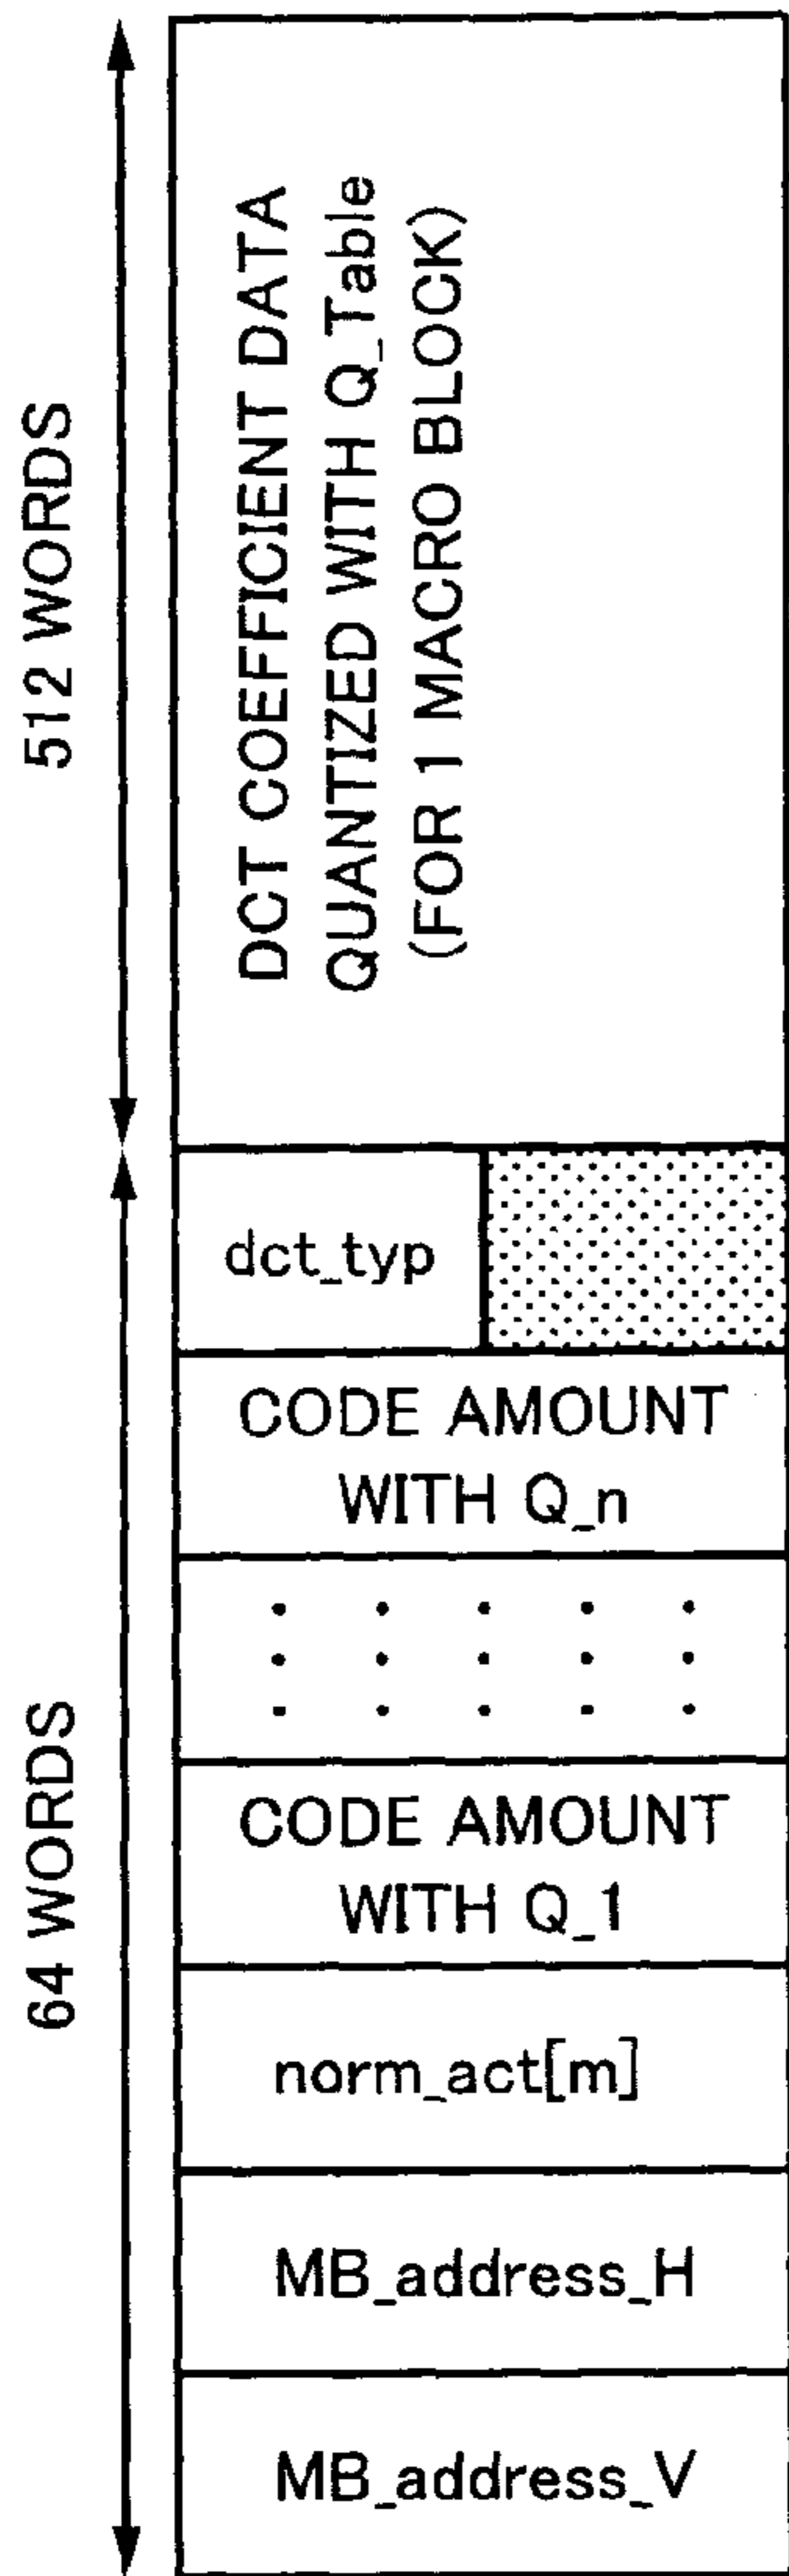 512 WORDS
DCT COEFFICIENT DATA
QUANTIZED WITH Q_Table
(FOR 1 MACRO BLOCK)
64 WORDS
dct_typ
CODE AMOUNT
WITH Q_n
CODE AMOUNT
WITH Q_1
norm_act[m]
MB_address_H
MB_address_V